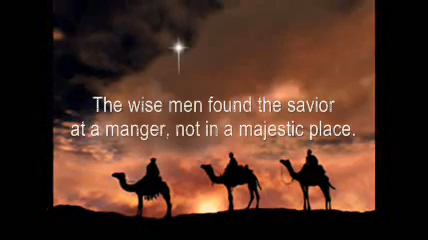 The wise men found the savior
at a manger, not in a majestic place.